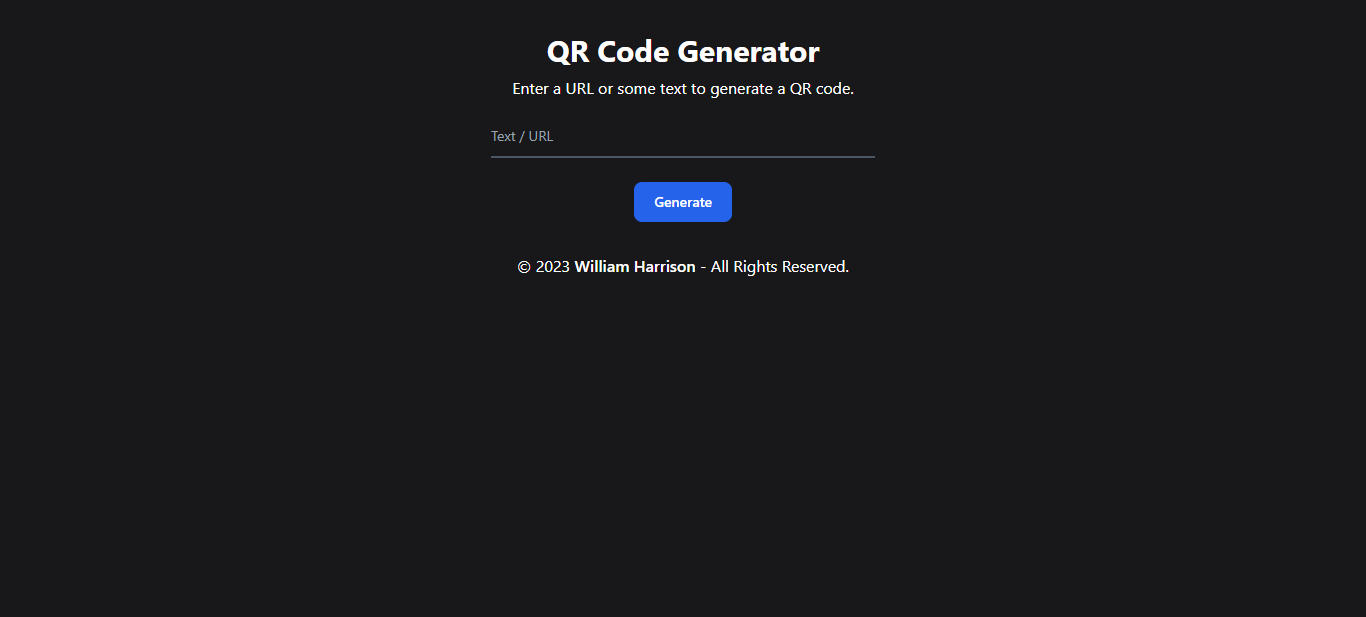 QR Code Generator
Enter a URL or some text to generate a QR code.
Text / URL
Generate
© 2023 William Harrison - All Rights Reserved.